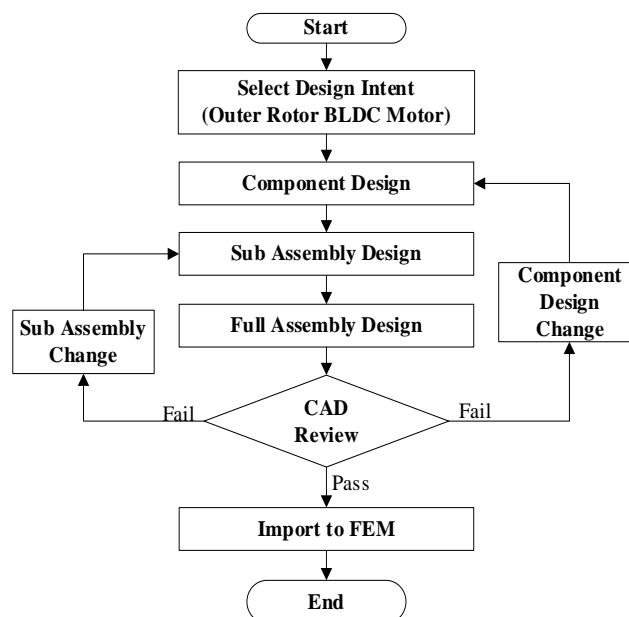 Start
Select Design Intent
(Outer Rotor BLDC Motor)
Component Design
Sub Assembly Design
Component
Design
Change
Sub Assembly
Change
Full Assembly Design
Fail
CAD
Review
Fail
Pass
Import to FEM
End